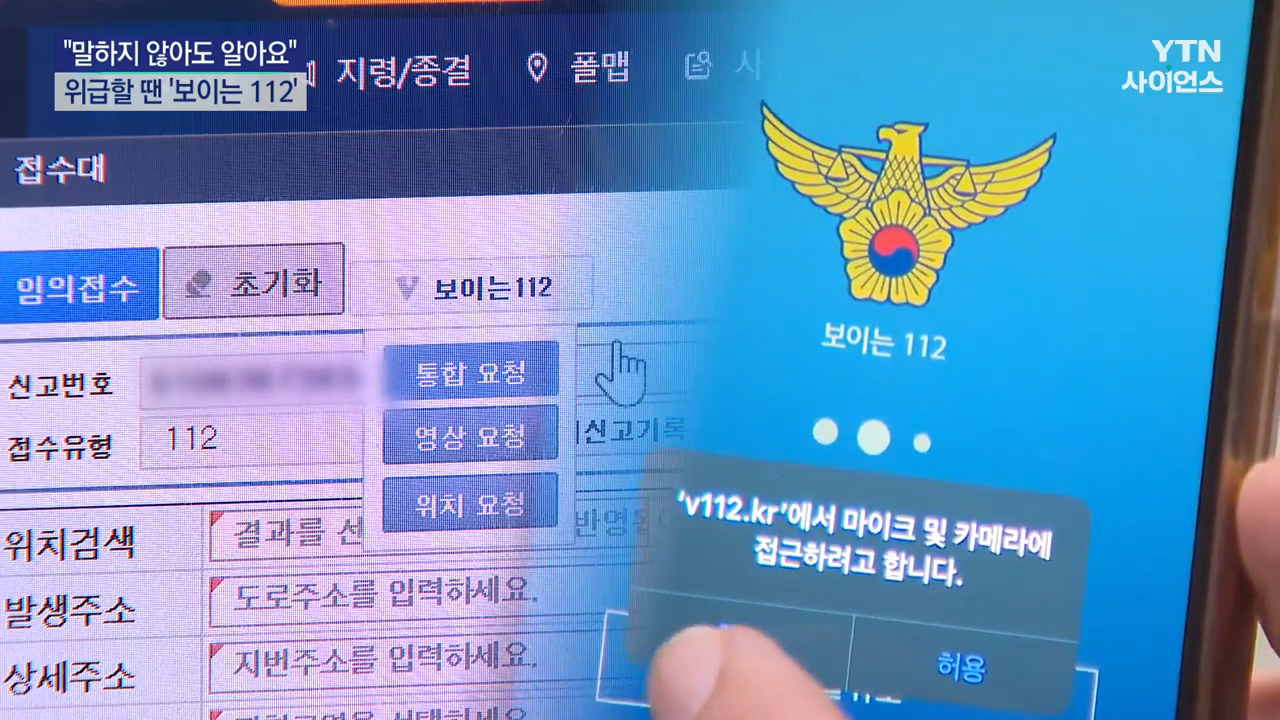 "말하지 않아도 알아요"
위급할 땐 '보이는 112'
YTN
사이언스
지령/종결
폴맵
사
접수대
임의접수
초기화
보이는112
보이는 112
신고번호
통합 요청
접수유형
112
영상 요청
신고기록
위치 요청
'v112.kr'에서 마이크 및 카메라에
접근하려고 합니다.
허용
위치검색
결과를 선
반영됩
발생주소
도로주소를 입력하세요.
상세주소
지번주소를 입력하세요.